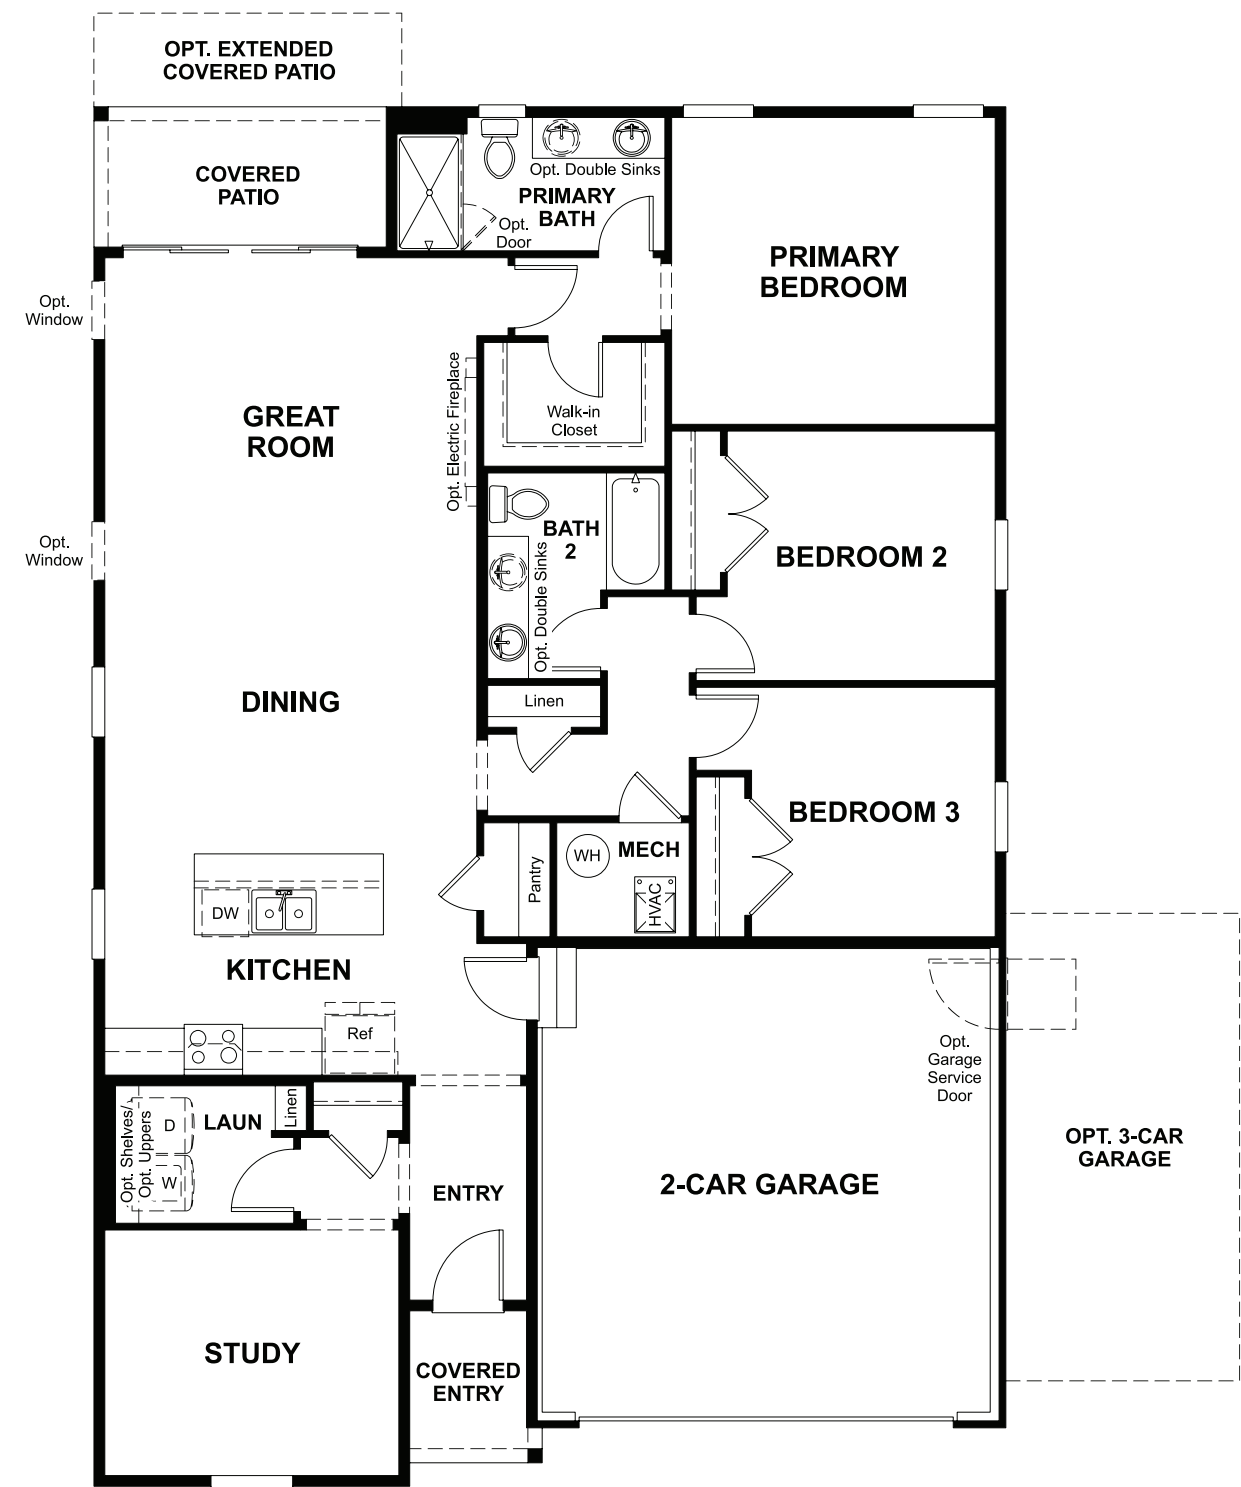 OPT. EXTENDED
COVERED PATIO
COVERED
PATIO
Opt. Double Sinks
PRIMARY
BATH
Opt.
Door
PRIMARY
BEDROOM
Opt.
Window
GREAT
ROOM
Opt. Electric Fireplace
Walk-in
Closet
Opt.
Window
BATH
2
Opt. Double Sinks
BEDROOM 2
DINING
Linen
BEDROOM 3
Pantry
WH
MECH
HVAC
DW
KITCHEN
Ref
Opt.
Garage
Service
Door
Opt. Shelves/
Opt. Uppers
D
W
LAUN
Linen
ENTRY
2-CAR GARAGE
OPT. 3-CAR
GARAGE
STUDY
COVERED
ENTRY